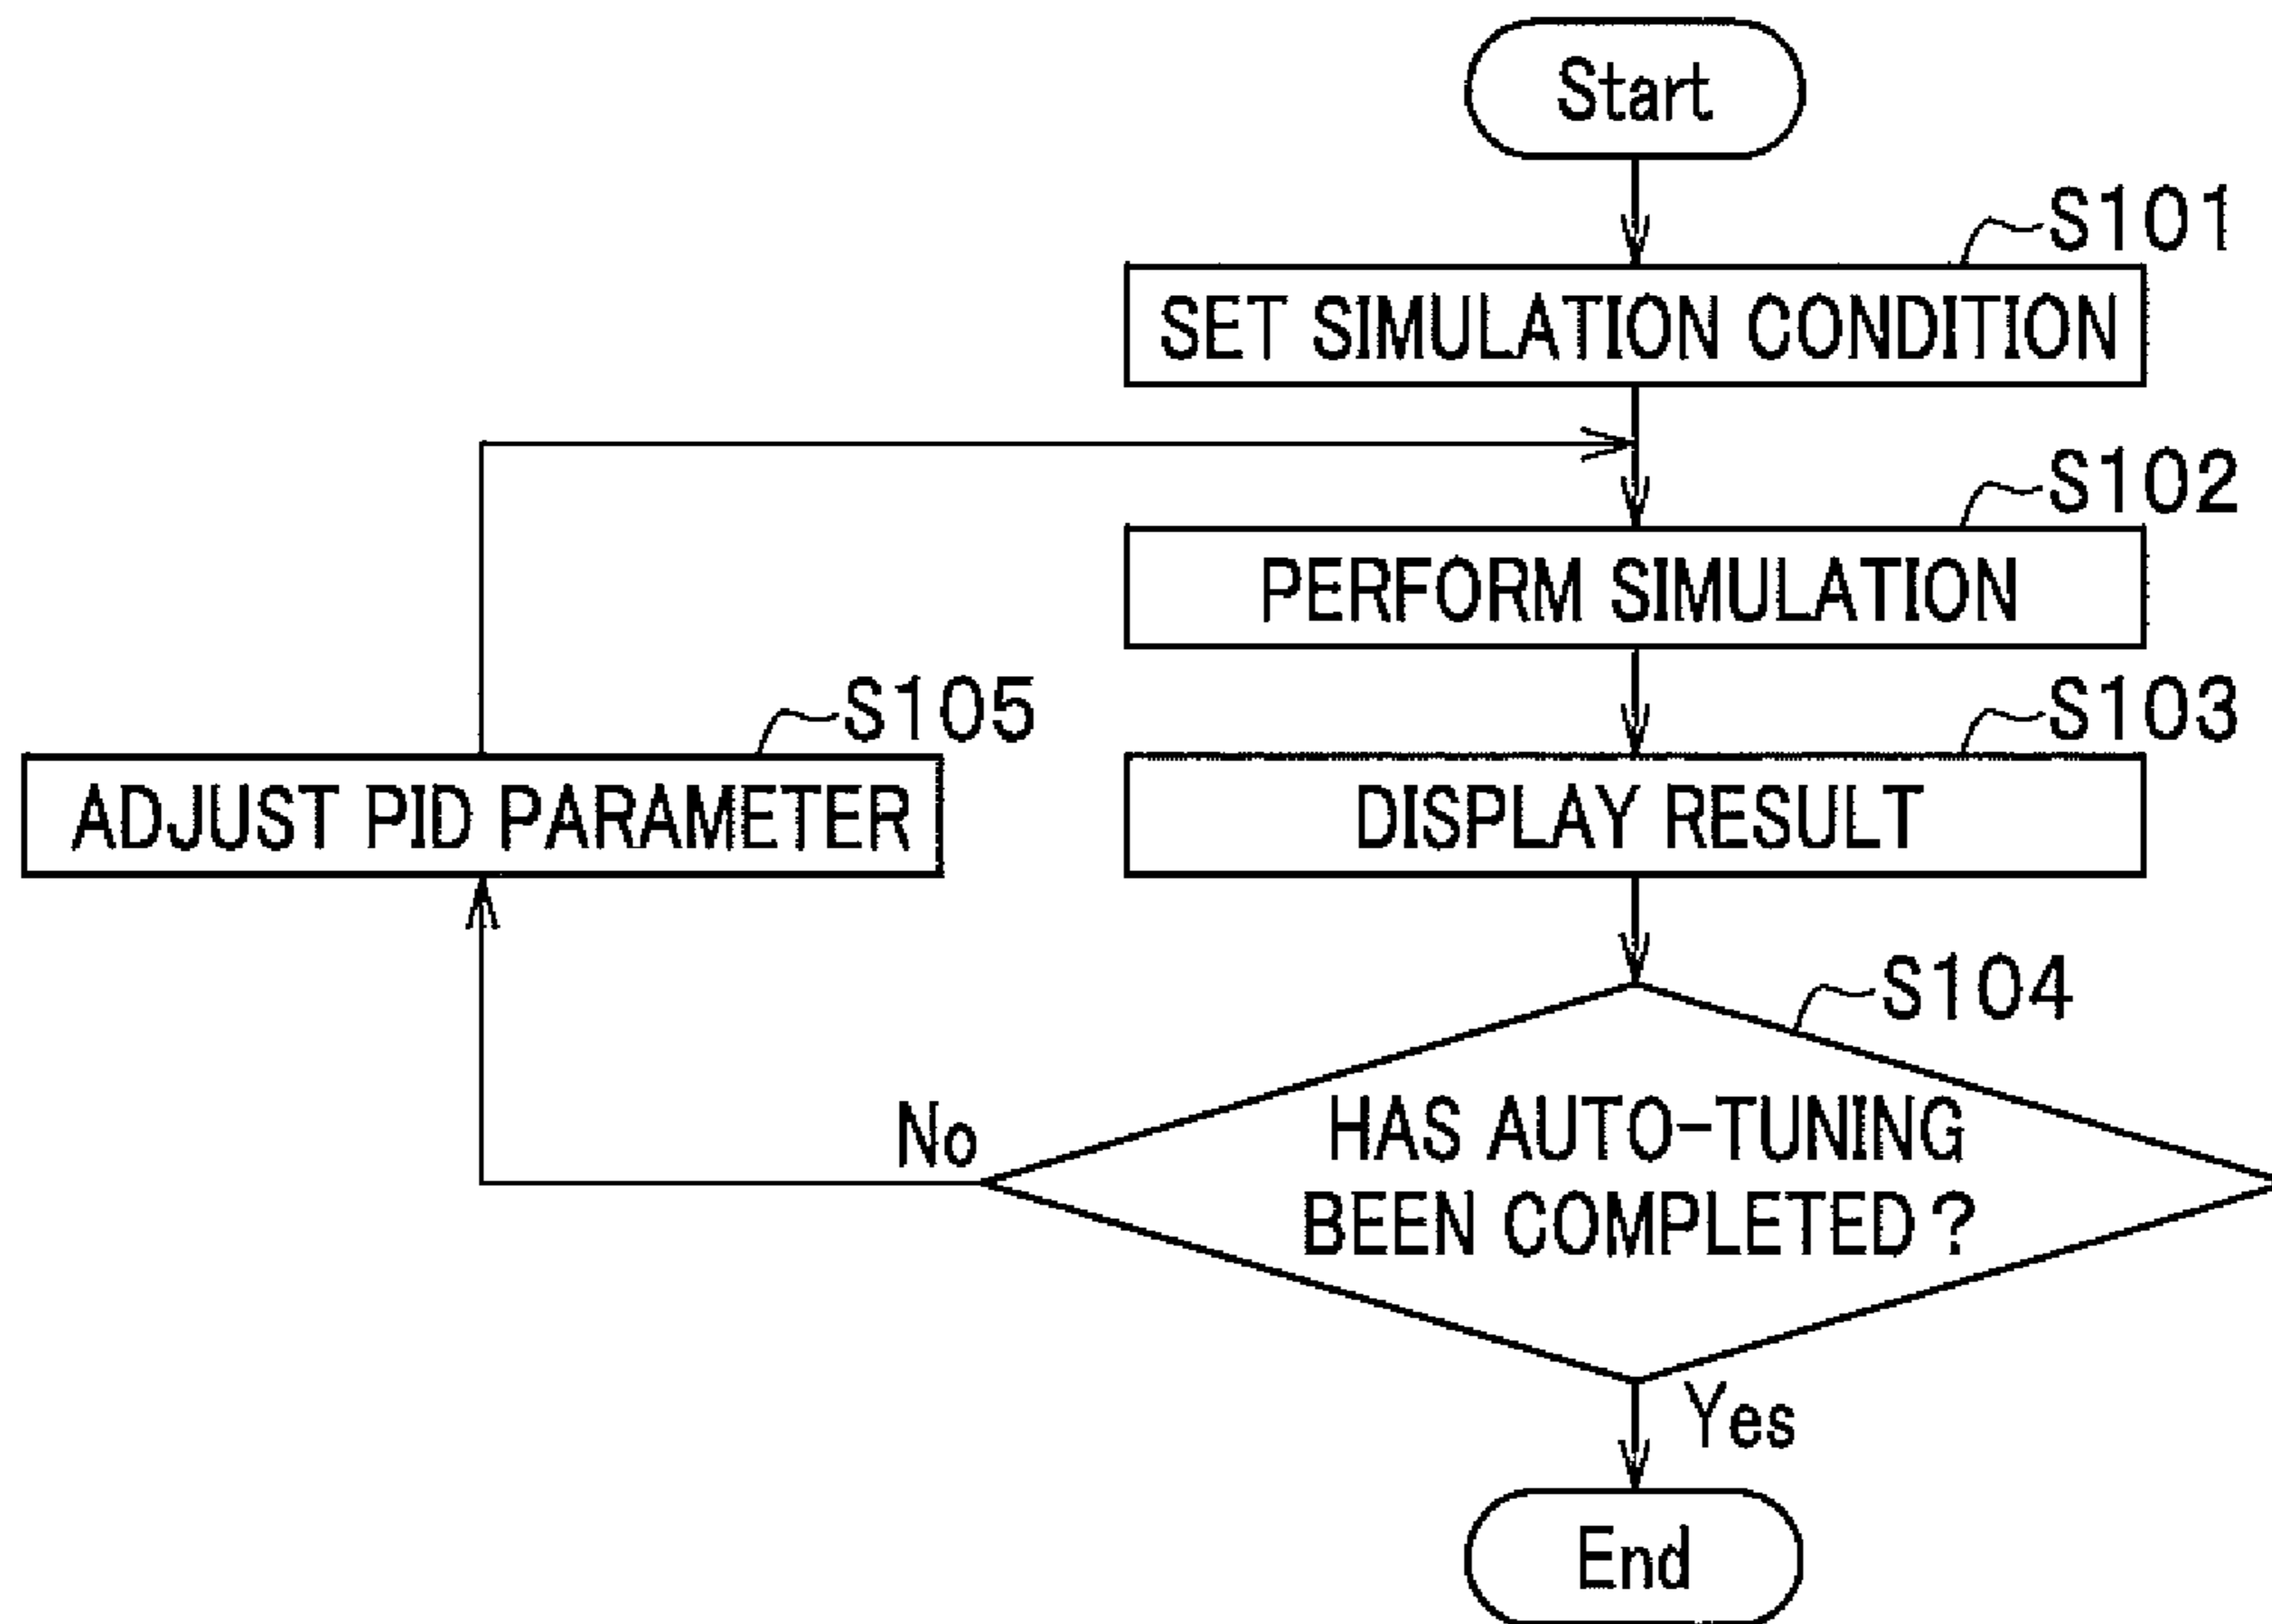 Start
S101
SET SIMULATION CONDITION
S102
PERFORM SIMULATION
S105
ADJUST PID PARAMETER
S103
DISPLAY RESULT
S104
HAS AUTO-TUNING
BEEN COMPLETED?
No
Yes
End